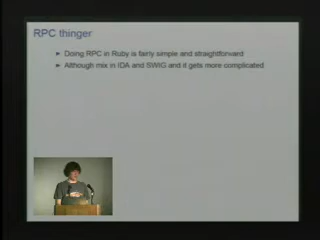 RPC thinger
Doing RPC in Ruby is fairly simple and straightforward
Although mix in IDA and SWIG and it gets more complicated